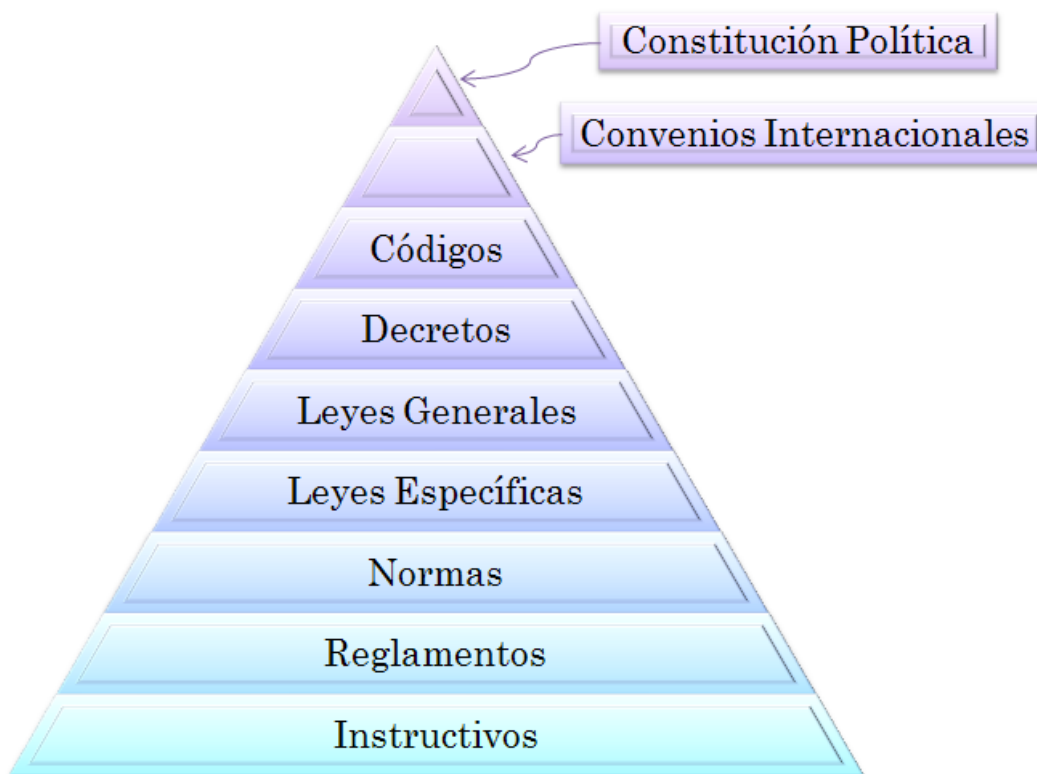 Constitución Política
Convenios Internacionales
Códigos
Decretos
Leyes Generales
Leyes Específicas
Normas
Reglamentos
Instructivos